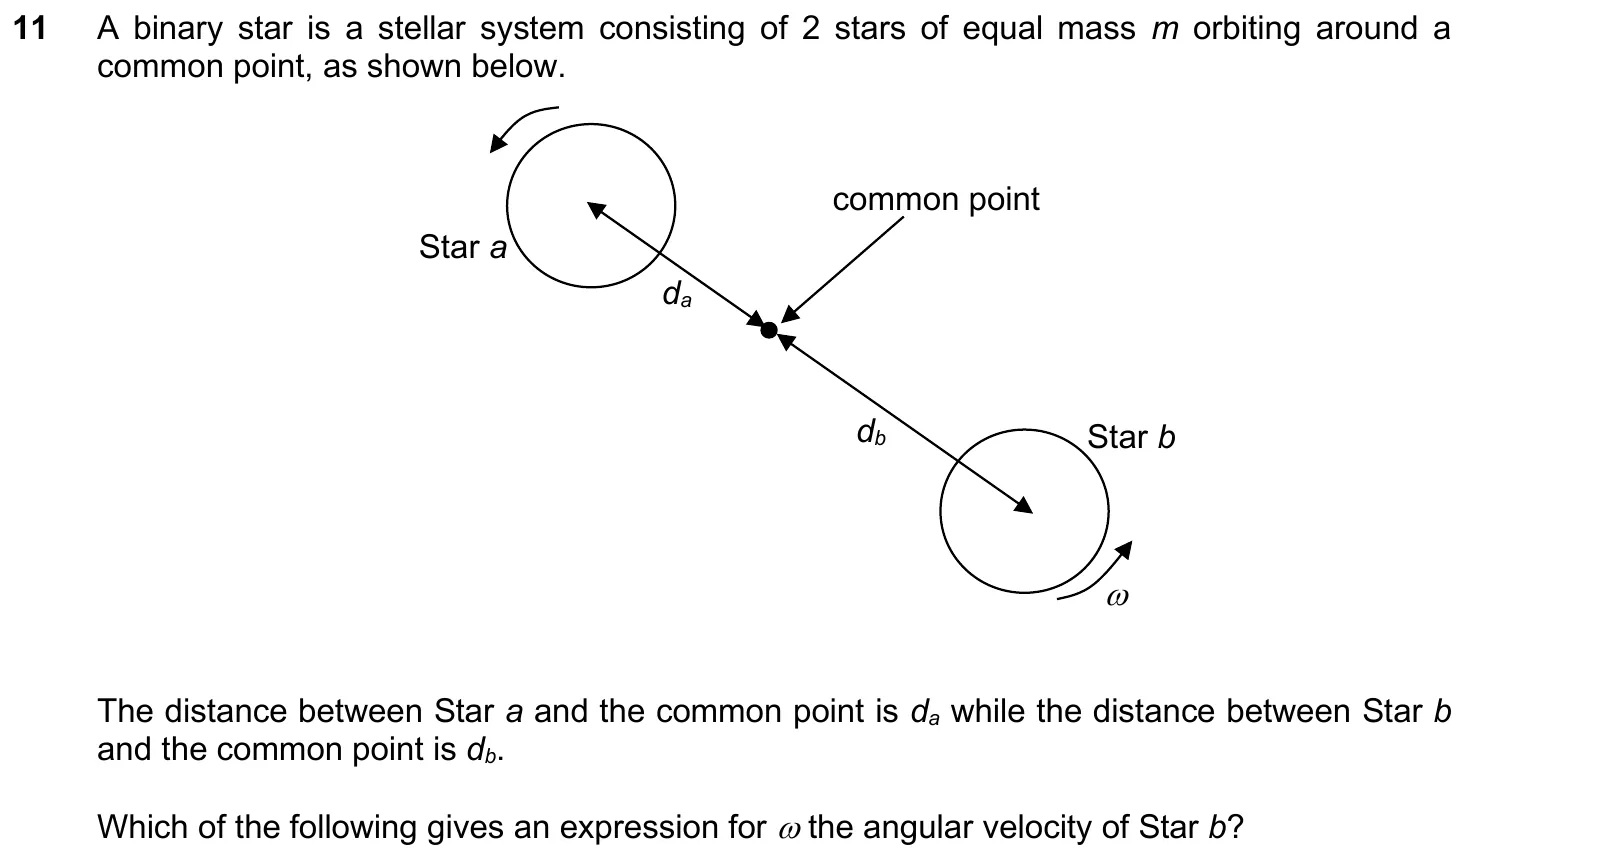 11 A binary star is a stellar system consisting of 2 stars of equal mass m orbiting around a
common point, as shown below.
common point
Star a
da
db
Star b
ω
The distance between Star a and the common point is da while the distance between Star b
and the common point is db.
Which of the following gives an expression for ω the angular velocity of Star b?